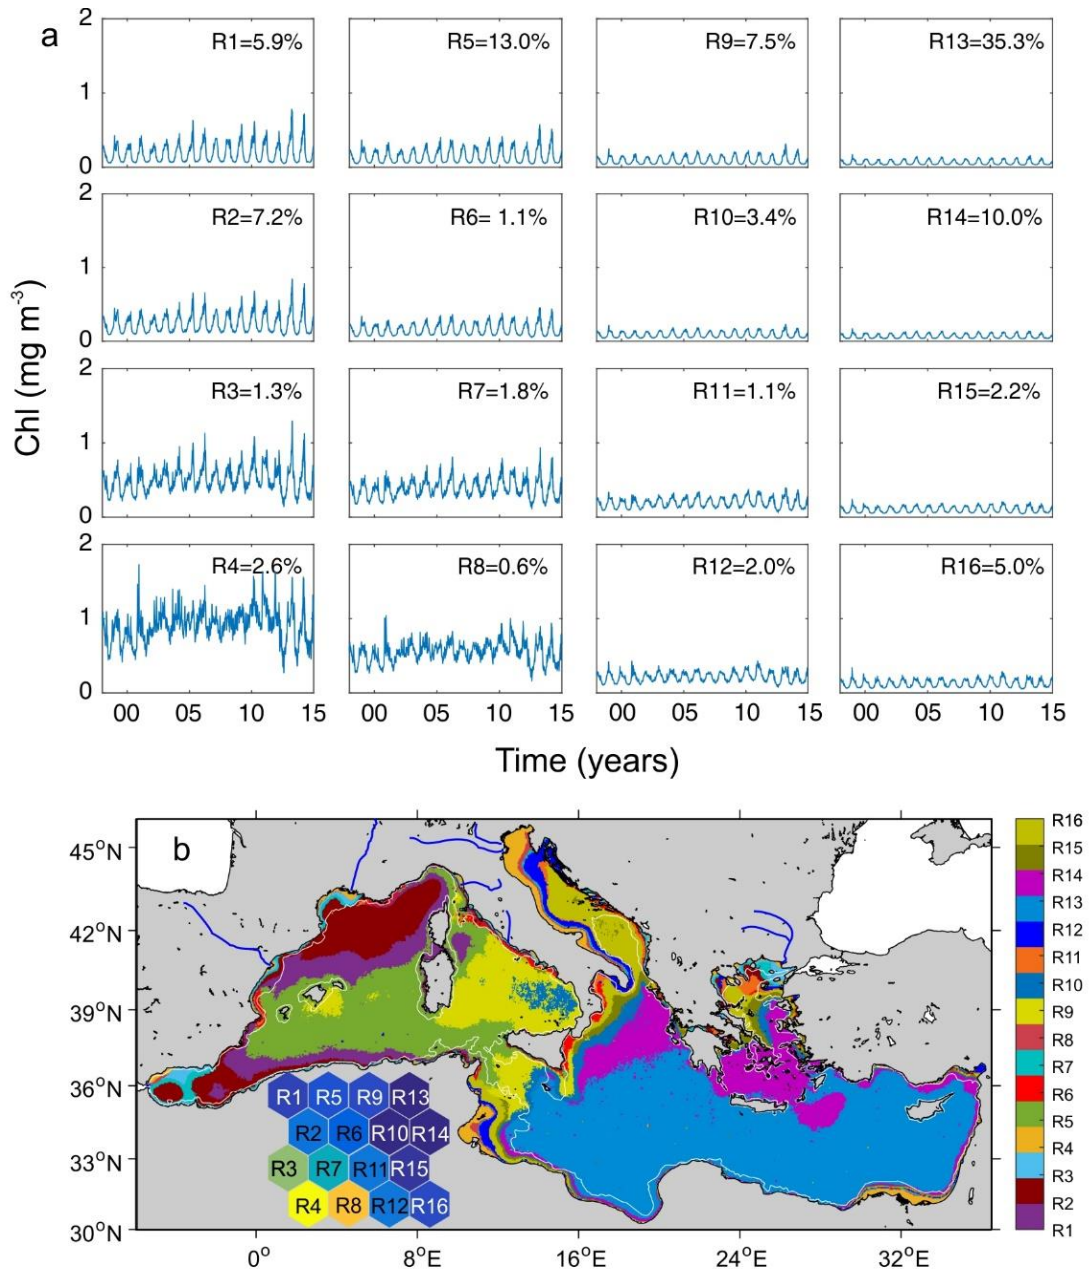 a
2
R1=5.9%
R5=13.0%
R9=7.5%
R13=35.3%
1
0
2
R2=7.2%
R6= 1.1%
R10=3.4%
R14=10.0%
1
0
2
R3=1.3%
R7=1.8%
R11=1.1%
R15=2.2%
1
0
2
R4=2.6%
R8=0.6%
R12=2.0%
R16=5.0%
1
0
Chl (mg m⁻³)
00 05 10 15
00 05 10 15
00 05 10 15
00 05 10 15
Time (years)
b
45°N
42°N
39°N
36°N
33°N
30°N
0°
8°E
16°E
24°E
32°E
R1 R5 R9 R13
R2 R6 R10 R14
R3 R7 R11 R15
R4 R8 R12 R16
R16
R15
R14
R13
R12
R11
R10
R9
R8
R7
R6
R5
R4
R3
R2
R1